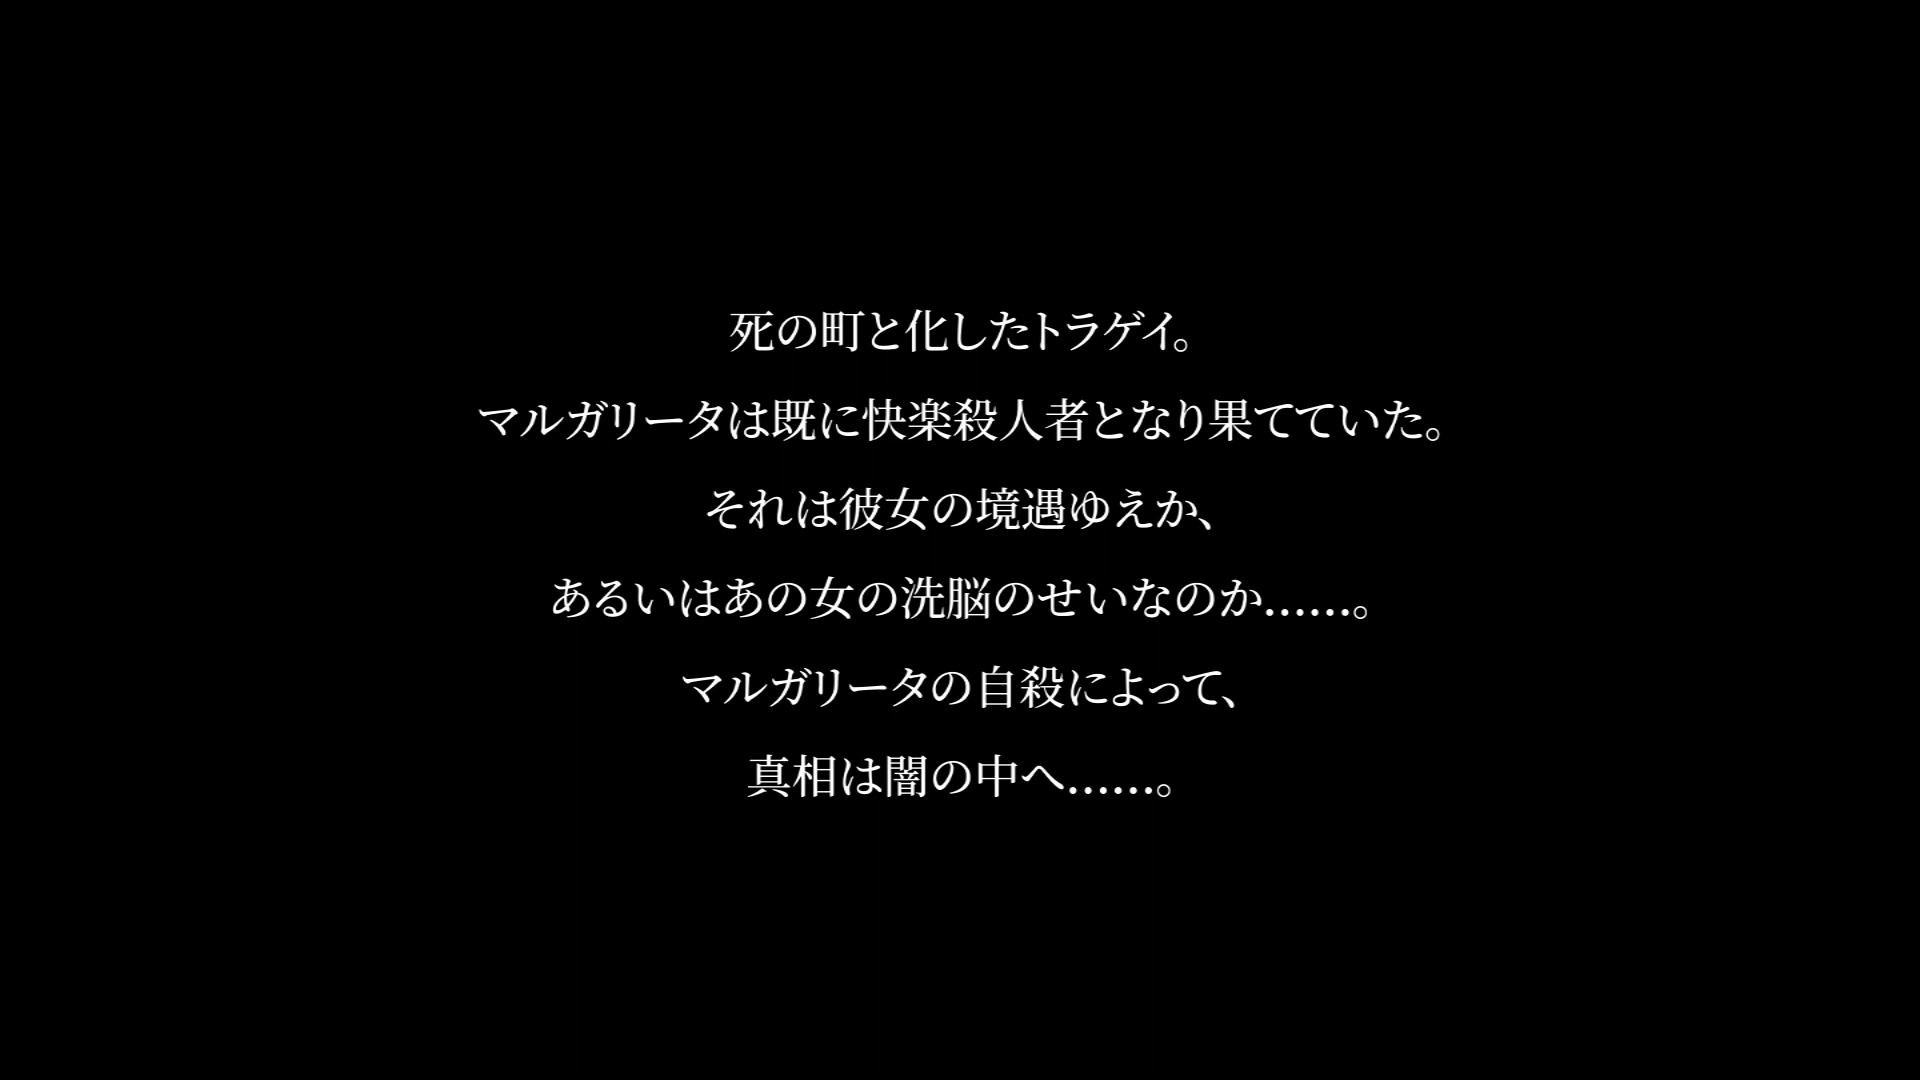 死の町と化したトラゲイ。
マルガリータは既に快楽殺人者となり果てていた。
それは彼女の境遇ゆえか、
あるいはあの女の洗脳のせいなのか……。
マルガリータの自殺によって、
真相は闇の中へ……。